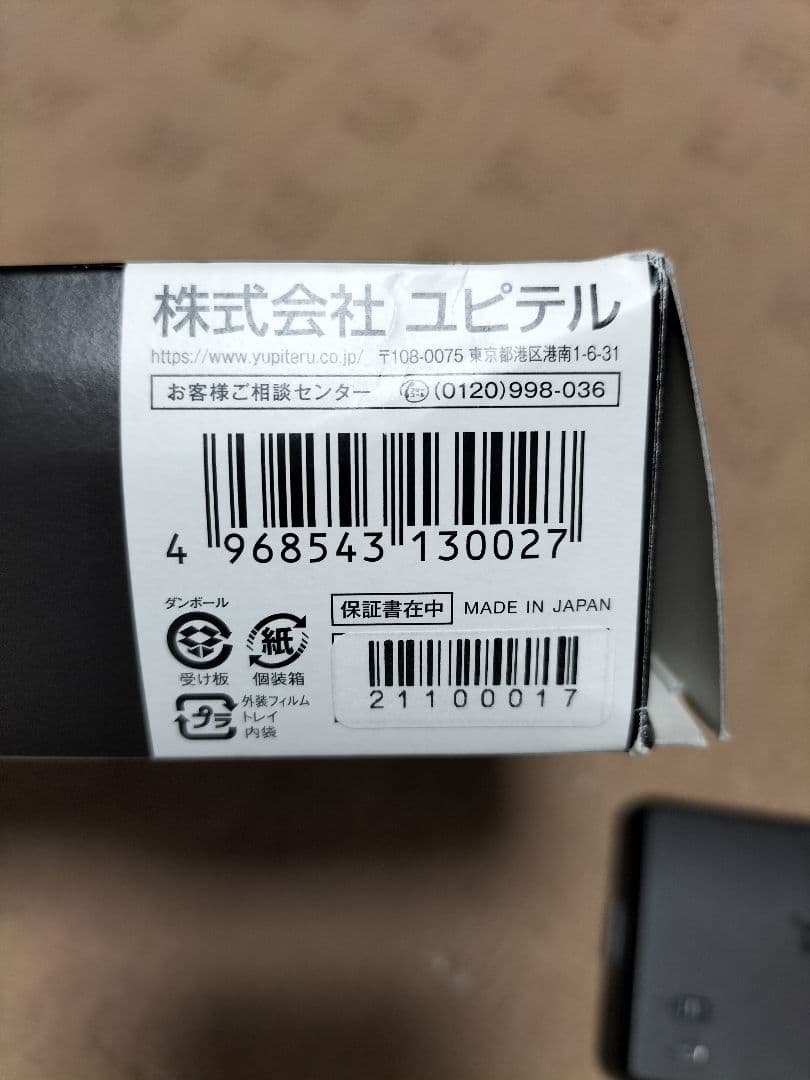 株式会社 ユピテル
https://www.yupiteru.co.jp/ 〒108-0075 東京都港区港南1-6-31
お客様ご相談センター (0120)998-036
4 968543 130027
ダンボール
受け板
紙
個装箱
プラ
外装フィルム
トレイ
内袋
保証書在中 MADE IN JAPAN
21100017